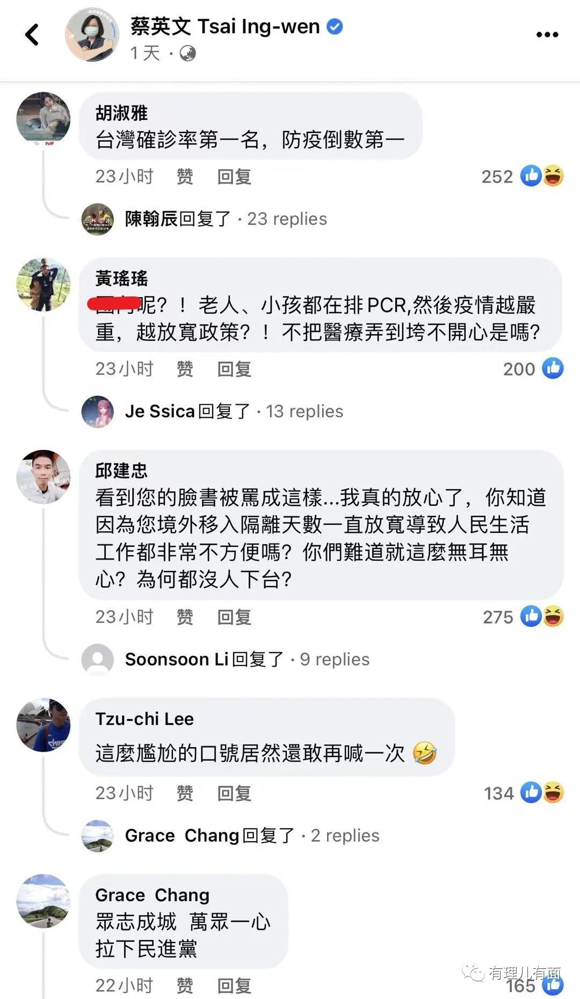 蔡英文 Tsai Ing-wen
1 天 ·
胡淑雅
台灣確診率第一名，防疫倒數第一
23小时 赞 回复 252
陳翰辰回复了 · 23 replies
黃瑤瑤
呢？！老人、小孩都在排PCR,然後疫情越嚴
重，越放寬政策？！不把醫療弄到垮不開心是嗎？
23小时 赞 回复 200
Je Ssica回复了 · 13 replies
邱建忠
看到您的臉書被罵成這樣...我真的放心了，你知道
因為您境外移入隔離天數一直放寬導致人民生活
工作都非常不方便嗎？你們難道就這麼無耳無
心？為何都沒人下台？
23小时 赞 回复 275
Soonsoon Li回复了 · 9 replies
Tzu-chi Lee
這麼尷尬的口號居然還敢再喊一次 🤣
23小时 赞 回复 134
Grace Chang回复了 · 2 replies
Grace Chang
眾志成城 萬眾一心
拉下民進黨
22小时 赞 回复 165
有理儿有面